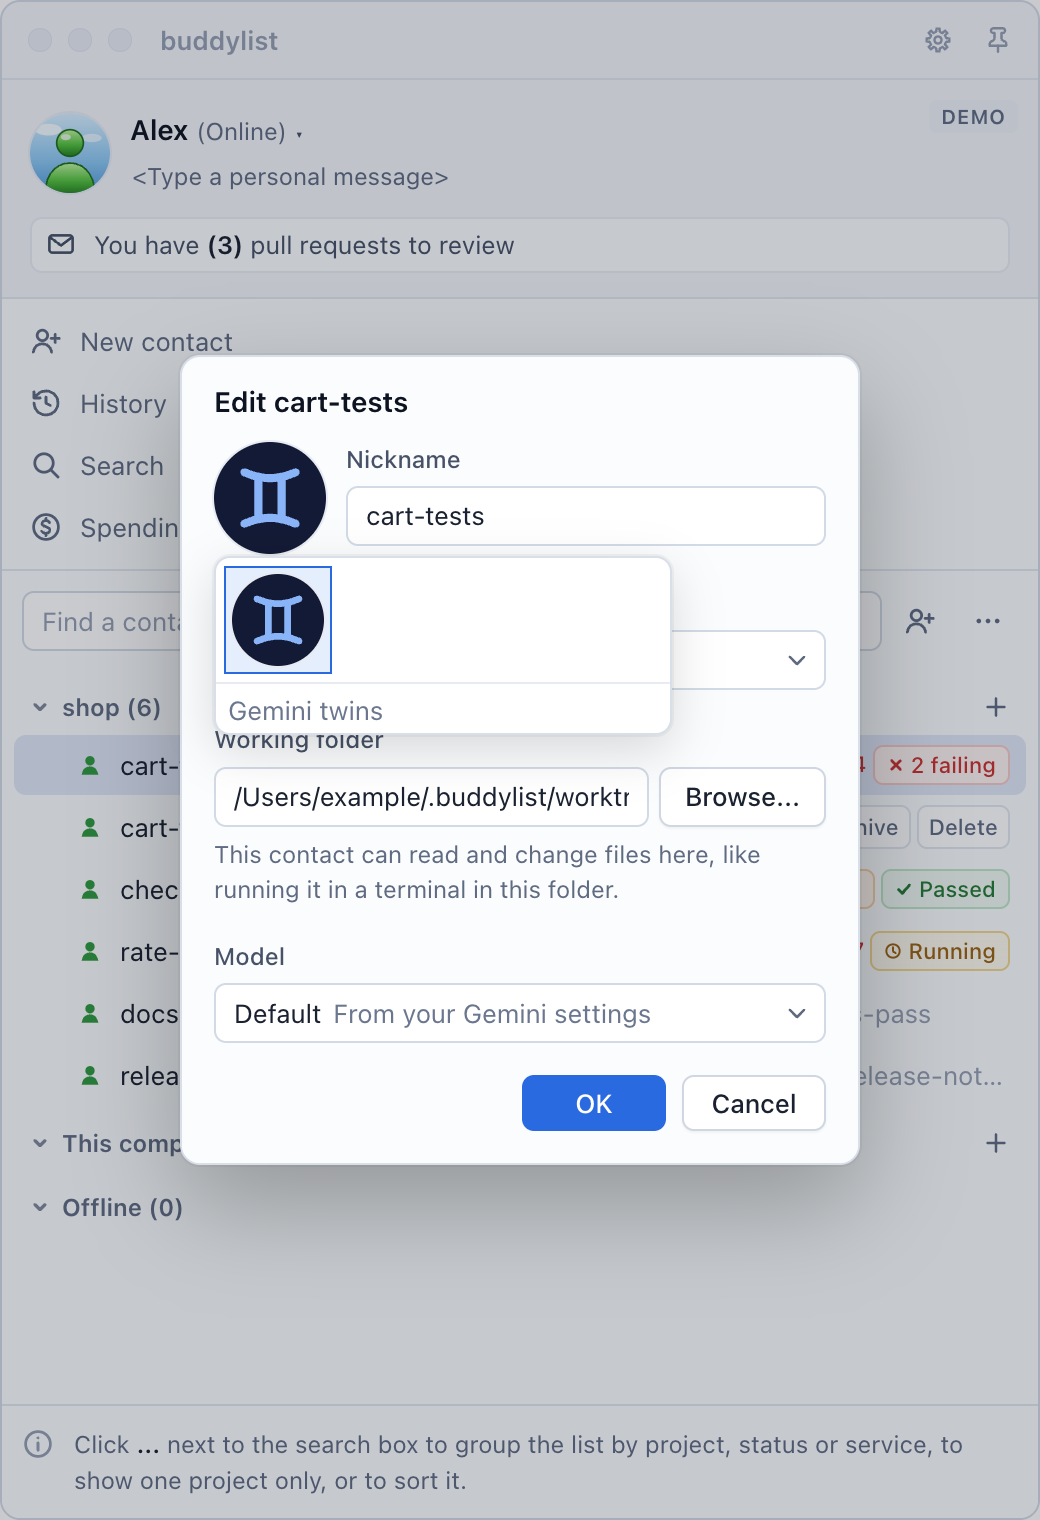 buddylist
Alex (Online)
DEMO
<Type a personal message>
You have (3) pull requests to review
New contact
Edit cart-tests
History
Nickname
Search
cart-tests
Spendin
Find a conta
Gemini twins
shop (6)
Working folder
cart-
4
2 failing
/Users/example/.buddylist/worktr
Browse...
cart-
hive
Delete
This contact can read and change files here, like
running it in a terminal in this folder.
chec
Passed
rate-
7
Running
Model
docs
Default From your Gemini settings
s-pass
relea
elease-not...
OK
Cancel
This comp
Offline (0)
Click ... next to the search box to group the list by project, status or service, to
show one project only, or to sort it.